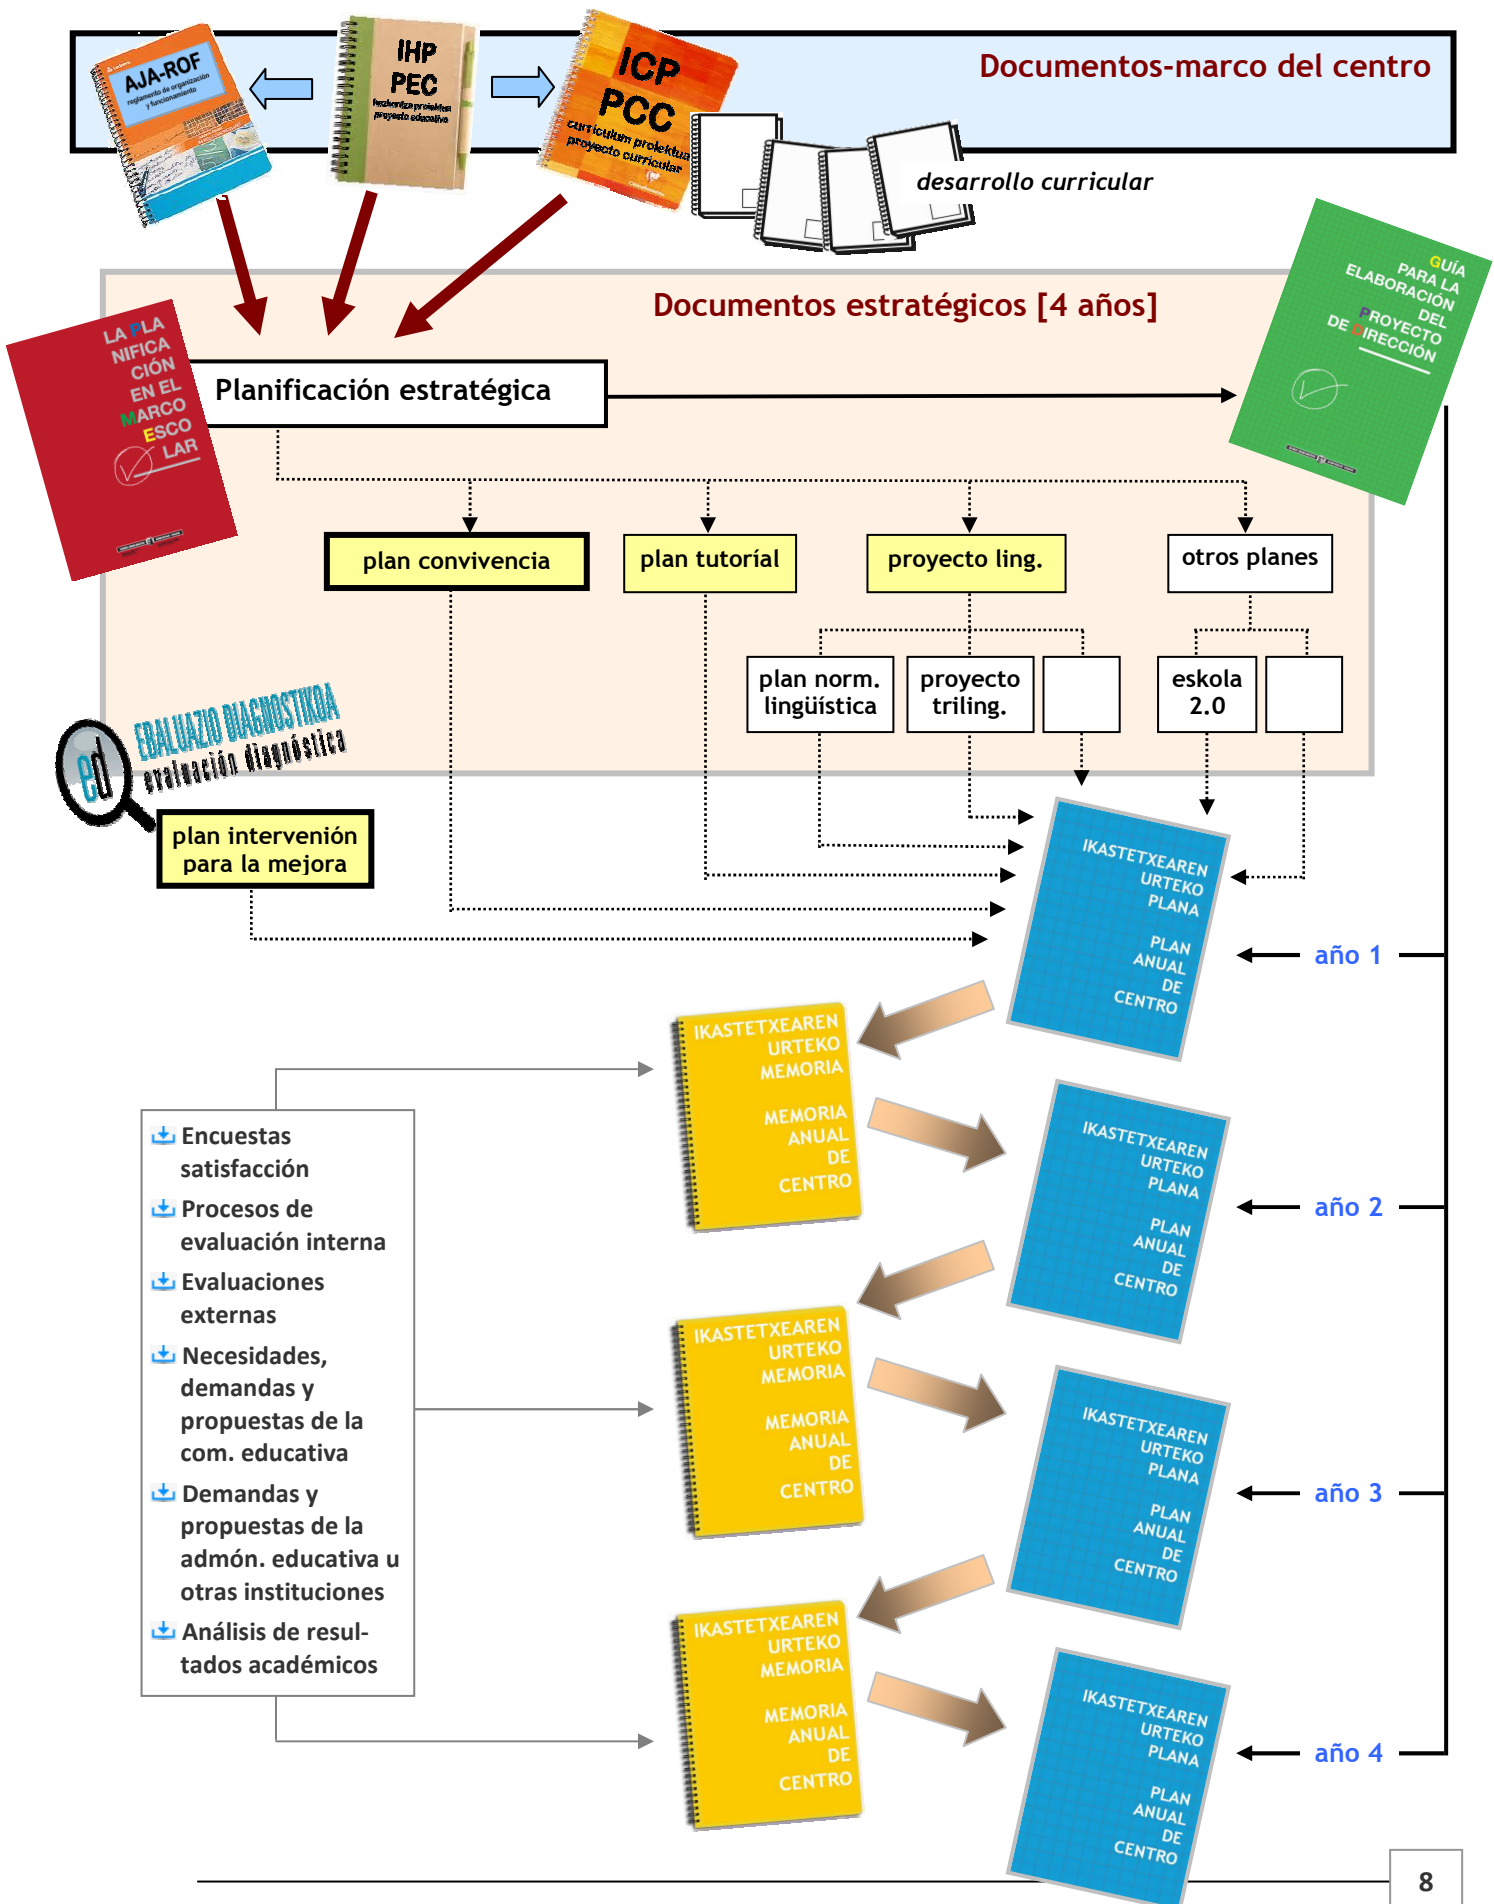 Documentos-marco del centro
AJA-ROF
reglamento de organización
y funcionamiento
IHP
PEC
hezkuntza proiektua
proyecto educativo
ICP
PCC
curriculum proiektua
proyecto curricular
desarrollo curricular
Documentos estratégicos [4 años]
LA PLA
NIFICA
CIÓN
EN EL
MARCO
ESCO
LAR
GUÍA
PARA LA
ELABORACIÓN
DEL
PROYECTO
DE DIRECCIÓN
Planificación estratégica
plan convivencia
plan tutoríal
proyecto ling.
otros planes
plan norm.
lingüística
proyecto
triling.
eskola
2.0
ed
EBALUAZIO DIAGNOSTIKOA
evaluación diagnóstica
plan intervenión
para la mejora
IKASTETXEAREN
URTEKO
PLANA
PLAN
ANUAL
DE
CENTRO
año 1
IKASTETXEAREN
URTEKO
MEMORIA
MEMORIA
ANUAL
DE
CENTRO
IKASTETXEAREN
URTEKO
PLANA
PLAN
ANUAL
DE
CENTRO
año 2
Encuestas
satisfacción
Procesos de
evaluación interna
Evaluaciones
externas
Necesidades,
demandas y
propuestas de la
com. educativa
Demandas y
propuestas de la
admón. educativa u
otras instituciones
Análisis de resul-
tados académicos
IKASTETXEAREN
URTEKO
MEMORIA
MEMORIA
ANUAL
DE
CENTRO
IKASTETXEAREN
URTEKO
PLANA
PLAN
ANUAL
DE
CENTRO
año 3
IKASTETXEAREN
URTEKO
MEMORIA
MEMORIA
ANUAL
DE
CENTRO
IKASTETXEAREN
URTEKO
PLANA
PLAN
ANUAL
DE
CENTRO
año 4
8